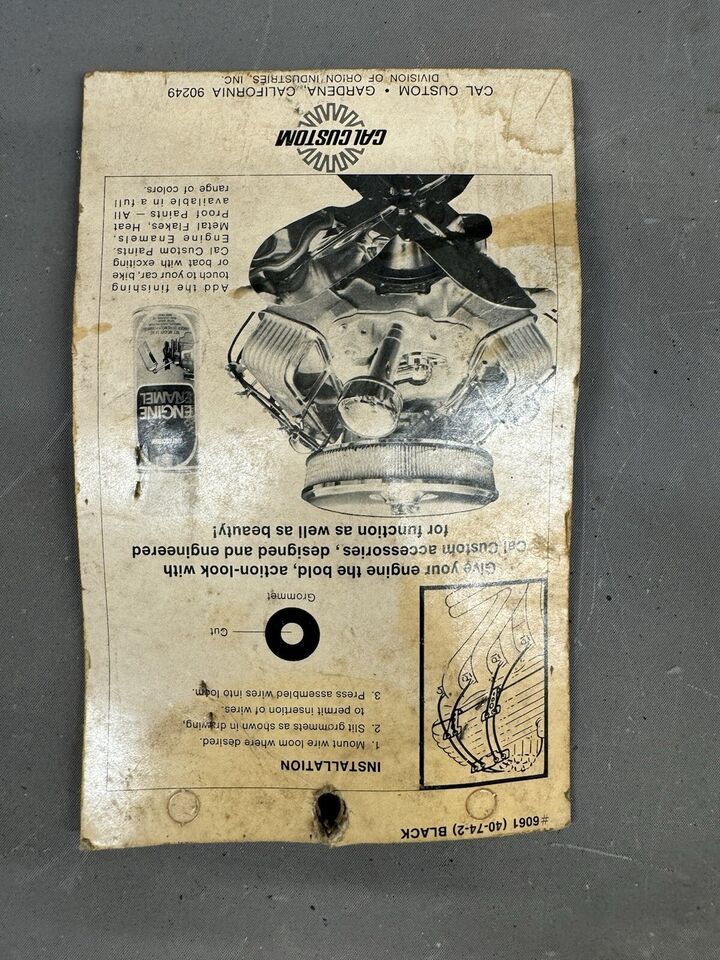 #6061 (40-74-2) BLACK
INSTALLATION
1. Mount wire loom where desired.
2. Slit grommets as shown in drawing,
to permit insertion of wires.
3. Press assembled wires into loom.
Cut
Grommet
Give your engine the bold, action-look with
Cal Custom accessories, designed and engineered
for function as well as beauty!
CAL CUSTOM
ENGINE
ENAMEL
Add the finishing
touch to your car, bike
or boat with exciting
Cal Custom Paints.
Engine Enamels,
Metal Flakes, Heat
Proof Paints — All
available in a full
range of colors.
CAL CUSTOM
CAL CUSTOM • GARDENA, CALIFORNIA 90249
DIVISION OF ORION INDUSTRIES, INC.